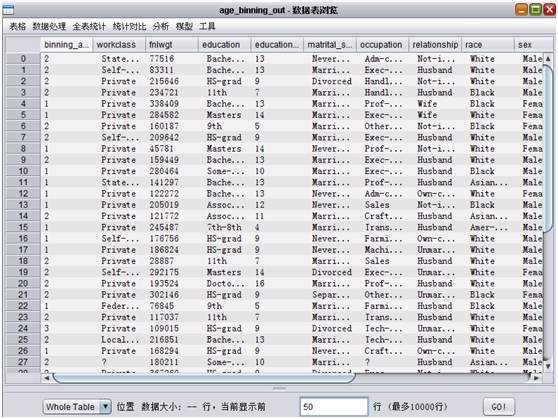 age_binning_out - 数据表浏览
表格 数据处理 全表统计 统计对比 分析 模型 工具
binning_a... workclass fnlwgt education education... matrital_s... occupation relationship race sex
0 2 State... 77516 Bache... 13 Never... Adm-c... Not-i... White Male
1 2 Self-... 83311 Bache... 13 Marri... Exec-... Husband White Male
2 2 Private 215646 HS-grad 9 Divorced Handl... Not-i... White Male
3 2 Private 234721 11th 7 Marri... Handl... Husband Black Male
4 1 Private 338409 Bache... 13 Marri... Prof-... Wife Black Fema
5 1 Private 284582 Masters 14 Marri... Exec-... Wife White Fema
6 2 Private 160187 9th 5 Marri... Other... Not-i... Black Fema
7 2 Self-... 209642 HS-grad 9 Marri... Exec-... Husband White Male
8 1 Private 45781 Masters 14 Never... Prof-... Not-i... White Fema
9 2 Private 159449 Bache... 13 Marri... Exec-... Husband White Male
10 1 Private 280464 Some-... 10 Marri... Exec-... Husband Black Male
11 1 State... 141297 Bache... 13 Marri... Prof-... Husband Asian... Male
12 1 Private 122272 Bache... 13 Never... Adm-c... Own-c... White Fema
13 1 Private 205019 Assoc... 12 Never... Sales Not-i... Black Male
14 2 Private 121772 Assoc... 11 Marri... Craft... Husband Asian... Male
15 1 Private 245487 7th-8th 4 Marri... Trans... Husband Amer-... Male
16 1 Self-... 176756 HS-grad 9 Never... Farmi... Own-c... White Male
17 1 Private 186824 HS-grad 9 Never... Machi... Unmar... White Male
18 2 Private 28887 11th 7 Marri... Sales Husband White Male
19 2 Self-... 292175 Masters 14 Divorced Exec-... Unmar... White Fema
20 2 Private 193524 Docto... 16 Marri... Prof-... Husband White Male
21 2 Private 302146 HS-grad 9 Separ... Other... Unmar... Black Fema
22 1 Feder... 76845 9th 5 Marri... Farmi... Husband Black Male
23 2 Private 117037 11th 7 Marri... Trans... Husband White Male
24 3 Private 109015 HS-grad 9 Divorced Tech-... Unmar... White Fema
25 2 Local... 216851 Bache... 13 Marri... Tech-... Husband White Male
26 1 Private 168294 HS-grad 9 Never... Craft... Own-c... White Male
27 2 ? 180211 Some-... 10 Marri... ? Husband Asian... Male
Whole Table 位置 数据大小: -- 行，当前显示前 50 行 (最多10000行) GO!